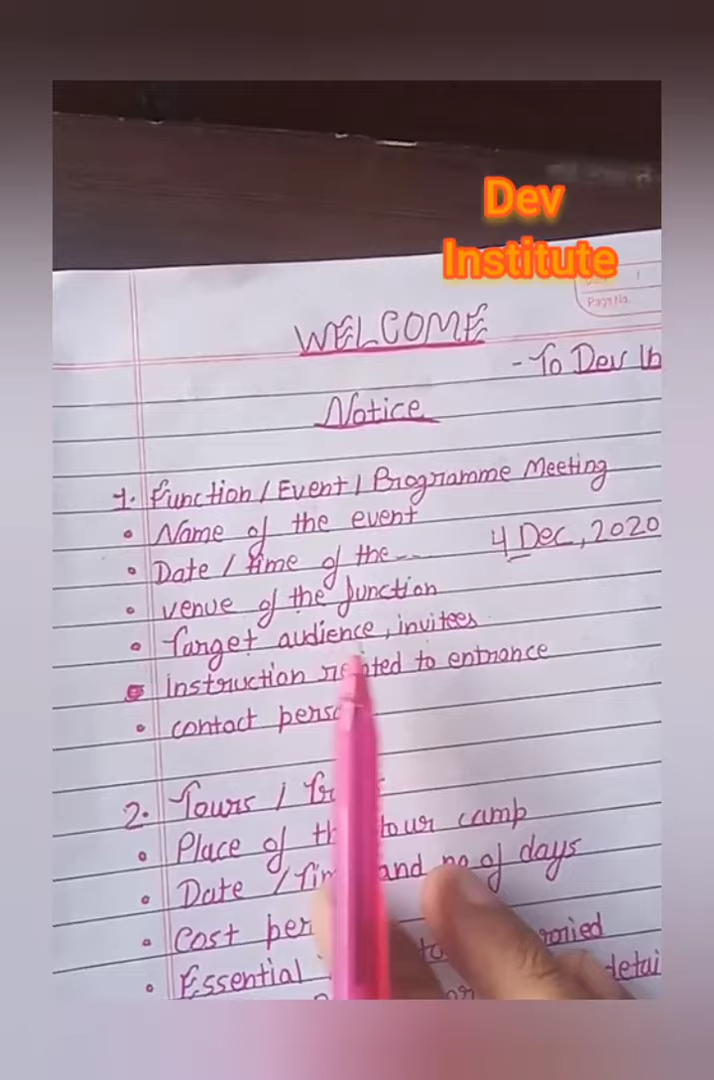 Dev
Institute
Page No.
WELCOME
- To Dev
Notice
1. Function / Event / Programme Meeting
• Name of the event
• Date / time of the -- 4 Dec, 2020
• Venue of the function
• Target audience, invitees
• instruction related to entrance
• contact
2. Tours /
• Place of tour camp
• Date / and no of days
• Cost per
• Essential